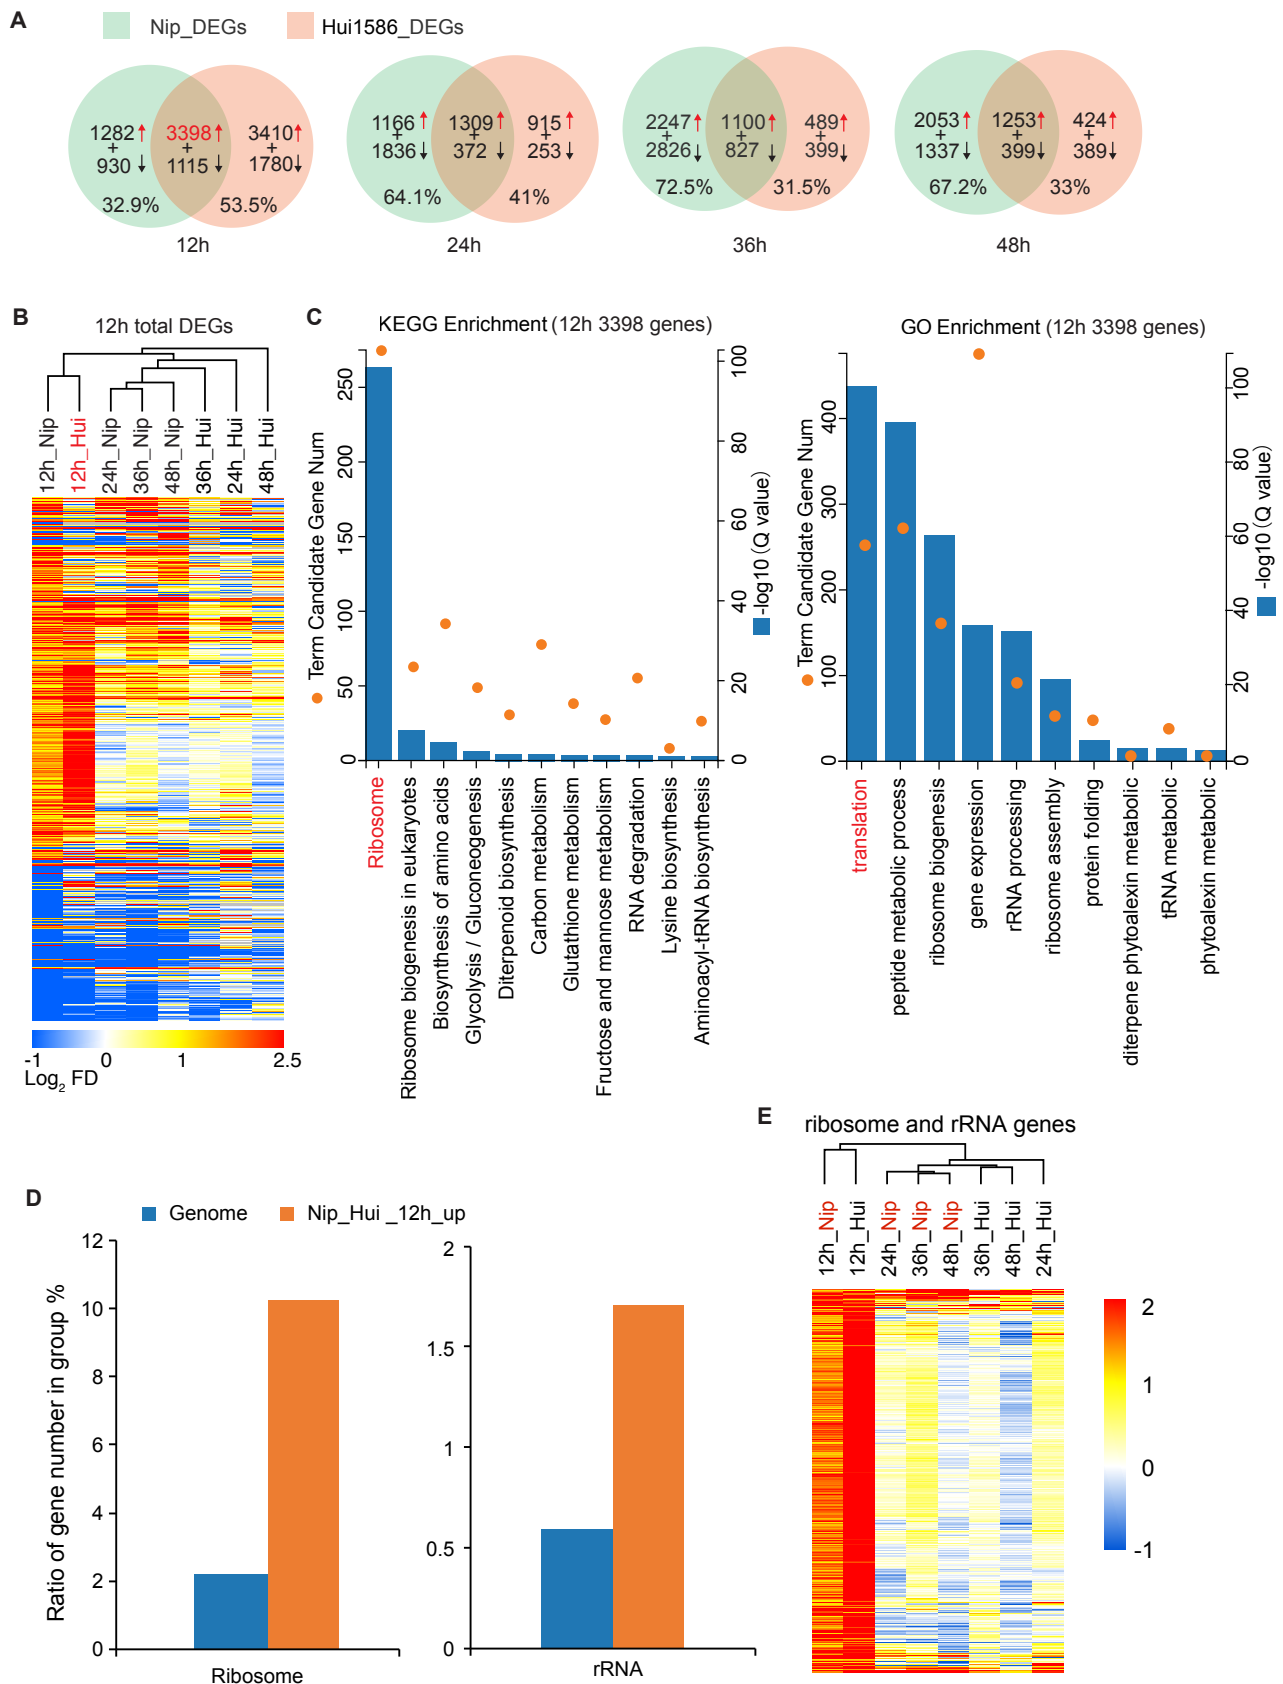 A
Nip_DEGs
Hui1586_DEGs
1282↑ 3398↑ 3410↑
+ + +
930↓ 1115↓ 1780↓
32.9% 53.5%
12h
1166↑ 1309↑ 915↑
+ + +
1836↓ 372↓ 253↓
64.1% 41%
24h
2247↑ 1100↑ 489↑
+ + +
2826↓ 827↓ 399↓
72.5% 31.5%
36h
2053↑ 1253↑ 424↑
+ + +
1337↓ 399↓ 389↓
67.2% 33%
48h
B
12h total DEGs
12h_Nip
12h_Hui
24h_Nip
36h_Nip
48h_Nip
36h_Hui
24h_Hui
48h_Hui
-1 0 1 2.5
Log2 FD
C
KEGG Enrichment (12h 3398 genes)
Term Candidate Gene Num
250
200
150
100
50
0
100
80
60
40
20
0
-log10 (Q value)
Ribosome
Ribosome biogenesis in eukaryotes
Biosynthesis of amino acids
Glycolysis / Gluconeogenesis
Diterpenoid biosynthesis
Carbon metabolism
Glutathione metabolism
Fructose and mannose metabolism
RNA degradation
Lysine biosynthesis
Aminoacyl-tRNA biosynthesis
GO Enrichment (12h 3398 genes)
Term Candidate Gene Num
400
300
200
100
0
100
80
60
40
20
0
-log10 (Q value)
translation
peptide metabolic process
ribosome biogenesis
gene expression
rRNA processing
ribosome assembly
protein folding
diterpene phytoalexin metabolic
tRNA metabolic
phytoalexin metabolic
D
Genome
Nip_Hui _12h_up
Ratio of gene number in group %
12
10
8
6
4
2
0
Ribosome
2
1.5
1
0.5
0
rRNA
E
ribosome and rRNA genes
12h_Nip
12h_Hui
24h_Nip
36h_Nip
48h_Nip
36h_Hui
48h_Hui
24h_Hui
2
1
0
-1